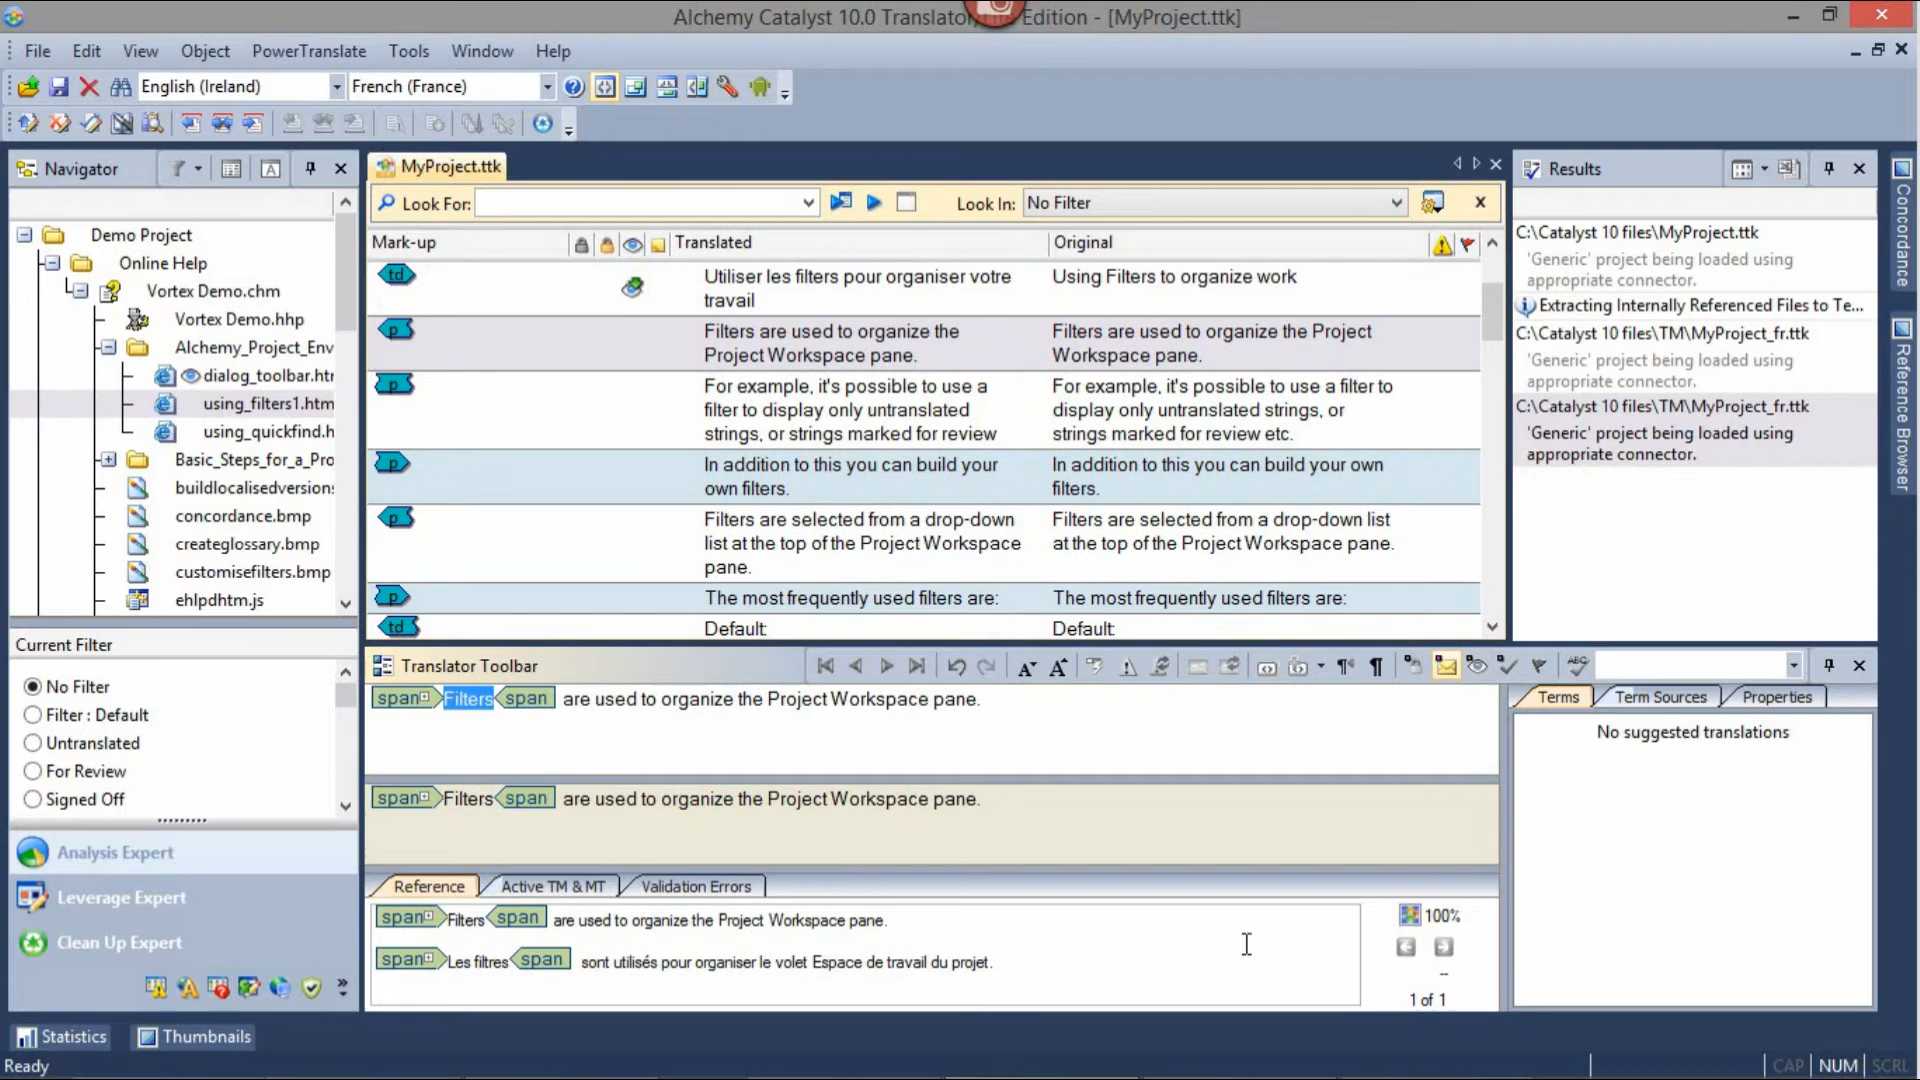 Alchemy Catalyst 10.0 Translator/ Edition - [MyProject.ttk]
File Edit View Object PowerTranslate Tools Window Help
English (Ireland) French (France)
Navigator
Demo Project
Online Help
Vortex Demo.chm
Vortex Demo.hhp
Alchemy_Project_Env
dialog_toolbar.htr
using_filters1.htm
using_quickfind.h
Basic_Steps_for_a_Pro
buildlocalisedversions
concordance.bmp
createglossary.bmp
customisefilters.bmp
ehlpdhtm.js
Current Filter
No Filter
Filter : Default
Untranslated
For Review
Signed Off
Analysis Expert
Leverage Expert
Clean Up Expert
MyProject.ttk
Look For: Look In: No Filter
Mark-up Translated Original
td Utiliser les filters pour organiser votre Using Filters to organize work
travail
p Filters are used to organize the Filters are used to organize the Project
Project Workspace pane. Workspace pane.
p For example, it's possible to use a For example, it's possible to use a filter to
filter to display only untranslated display only untranslated strings, or
strings, or strings marked for review strings marked for review etc.
p In addition to this you can build your In addition to this you can build your own
own filters. filters.
p Filters are selected from a drop-down Filters are selected from a drop-down list
list at the top of the Project Workspace at the top of the Project Workspace pane.
pane.
p The most frequently used filters are: The most frequently used filters are:
td Default: Default:
Translator Toolbar
span Filters span are used to organize the Project Workspace pane.
span Filters span are used to organize the Project Workspace pane.
Reference Active TM & MT Validation Errors
span Filters span are used to organize the Project Workspace pane.
span Les filtres span sont utilisés pour organiser le volet Espace de travail du projet.
100%
--
1 of 1
Results
C:\Catalyst 10 files\MyProject.ttk
'Generic' project being loaded using
appropriate connector.
Extracting Internally Referenced Files to Te...
C:\Catalyst 10 files\TM\MyProject_fr.ttk
'Generic' project being loaded using
appropriate connector.
C:\Catalyst 10 files\TM\MyProject_fr.ttk
'Generic' project being loaded using
appropriate connector.
Terms Term Sources Properties
No suggested translations
Concordance
Reference Browser
Statistics Thumbnails
Ready
CAP NUM SCRL